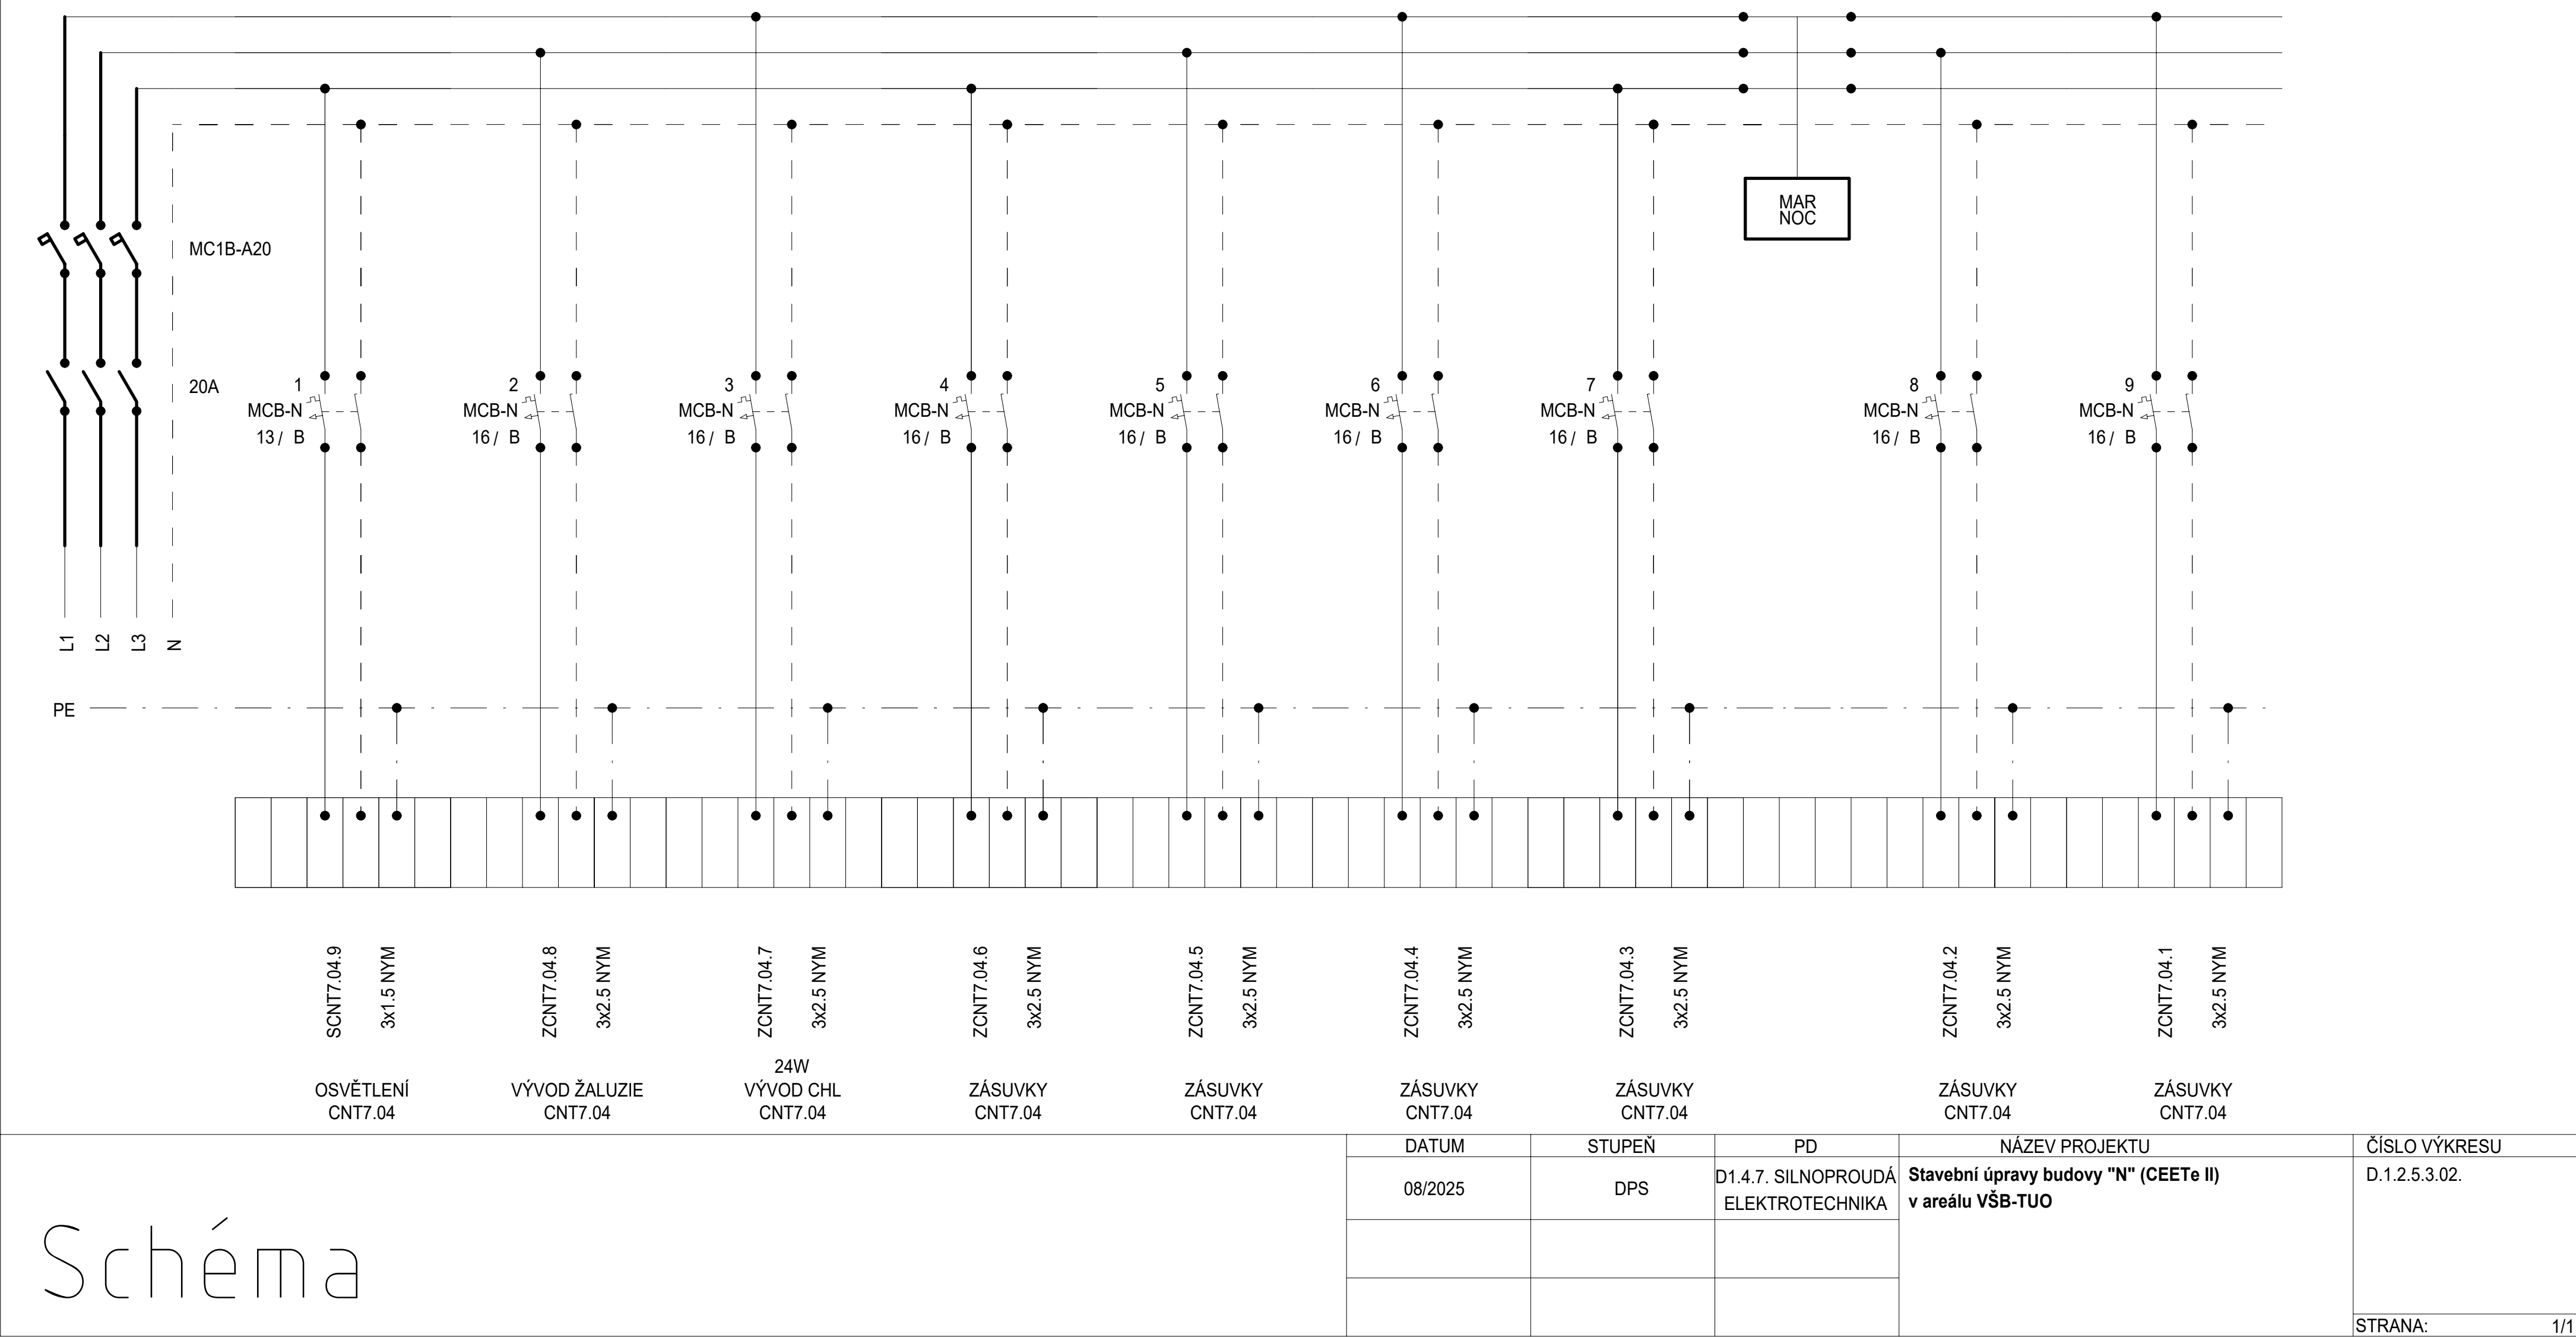 MAR
NOC
MC1B-A20
20A
1
MCB-N
13 / B
2
MCB-N
16 / B
3
MCB-N
16 / B
4
MCB-N
16 / B
5
MCB-N
16 / B
6
MCB-N
16 / B
7
MCB-N
16 / B
8
MCB-N
16 / B
9
MCB-N
16 / B
L1
L2
L3
N
PE
SCNT7.04.9
3x1.5 NYM
ZCNT7.04.8
3x2.5 NYM
ZCNT7.04.7
3x2.5 NYM
ZCNT7.04.6
3x2.5 NYM
ZCNT7.04.5
3x2.5 NYM
ZCNT7.04.4
3x2.5 NYM
ZCNT7.04.3
3x2.5 NYM
ZCNT7.04.2
3x2.5 NYM
ZCNT7.04.1
3x2.5 NYM
OSVĚTLENÍ
CNT7.04
VÝVOD ŽALUZIE
CNT7.04
24W
VÝVOD CHL
CNT7.04
ZÁSUVKY
CNT7.04
ZÁSUVKY
CNT7.04
ZÁSUVKY
CNT7.04
ZÁSUVKY
CNT7.04
ZÁSUVKY
CNT7.04
ZÁSUVKY
CNT7.04
Schéma
DATUM
08/2025
STUPEŇ
DPS
PD
D1.4.7. SILNOPROUDÁ
ELEKTROTECHNIKA
NÁZEV PROJEKTU
Stavební úpravy budovy "N" (CEETe II)
v areálu VŠB-TUO
ČÍSLO VÝKRESU
D.1.2.5.3.02.
STRANA: 1/1